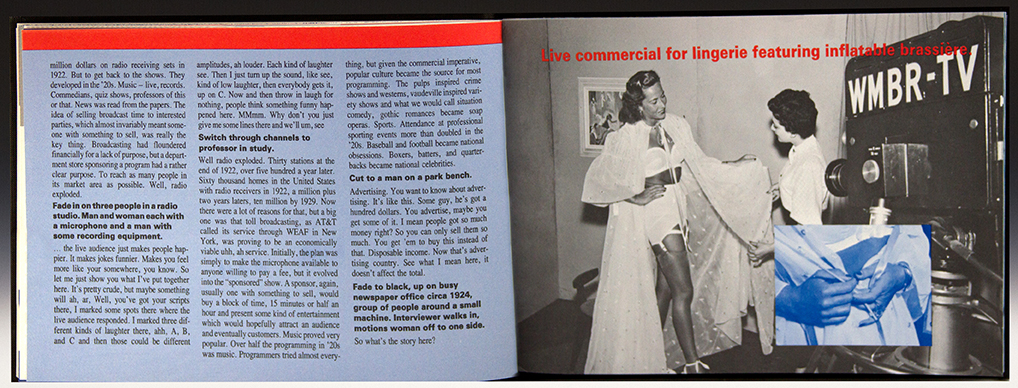 million dollars on radio receiving sets in
1922. But to get back to the shows. They
developed in the '20s. Music – live, records.
Commedians, quiz shows, professors of this
or that. News was read from the papers. The
idea of selling broadcast time to interested
parties, which almost invariably meant some-
one with something to sell, was really the
key thing. Broadcasting had floundered
financially for a lack of purpose, but a depart-
ment store sponsoring a program had a rather
clear purpose. To reach as many people in
its market area as possible. Well, radio
exploded.
Fade in on three people in a radio
studio. Man and woman each with
a microphone and a man with
some recording equipment.
... the live audience just makes people hap-
pier. It makes jokes funnier. Makes you feel
more like your somewhere, you know. So
let me just show you what I've put together
here. It's pretty crude, but maybe something
will ah, ar, Well, you've got your scripts
there, I marked some spots there where the
live audience responded. I marked three dif-
ferent kinds of laughter there, ahh, A, B,
and C and then those could be different
amplitudes, ah louder. Each kind of laughter
see. Then I just turn up the sound, like see,
kind of low laughter, then everybody gets it,
up on C. Now and then throw in laugh for
nothing, people think something funny hap-
pened here. MMmm. Why don't you just
give me some lines there and we'll um, see
Switch through channels to
professor in study.
Well radio exploded. Thirty stations at the
end of 1922, over five hundred a year later.
Sixty thousand homes in the United States
with radio receivers in 1922, a million plus
two years laters, ten million by 1929. Now
there were a lot of reasons for that, but a big
one was toll broadcasting, as AT&T
called its service through WEAF in New
York, was proving to be an economically
viable uhh, ah service. Initially, the plan was
simply to make the microphone available to
anyone willing to pay a fee, but it evolved
into the "sponsored" show. A sponsor, again,
usually one with something to sell, would
buy a block of time, 15 minutes or half an
hour and present some kind of entertainment
which would hopefully attract an audience
and eventually customers. Music proved very
popular. Over half the programming in '20s
was music. Programmers tried almost every-
thing, but given the commercial imperative,
popular culture became the source for most
programming. The pulps inspired crime
shows and westerns, vaudeville inspired vari-
ety shows and what we would call situation
comedy, gothic romances became soap
operas. Sports. Attendance at professional
sporting events more than doubled in the
'20s. Baseball and football became national
obsessions. Boxers, batters, and quarter-
backs became national celebrities.
Cut to a man on a park bench.
Advertising. You want to know about adver-
tising. It's like this. Some guy, he's got a
hundred dollars. You advertise, maybe you
get some of it. I mean people got so much
money right? So you can only sell them so
much. You get 'em to buy this instead of
that. Disposable income. Now that's adver-
tising country. See what I mean here, it
doesn't affect the total.
Fade to black, up on busy
newspaper office circa 1924,
group of people around a small
machine. Interviewer walks in,
motions woman off to one side.
So what's the story here?
Live commercial for lingerie featuring inflatable brassiere.
WMBR-TV